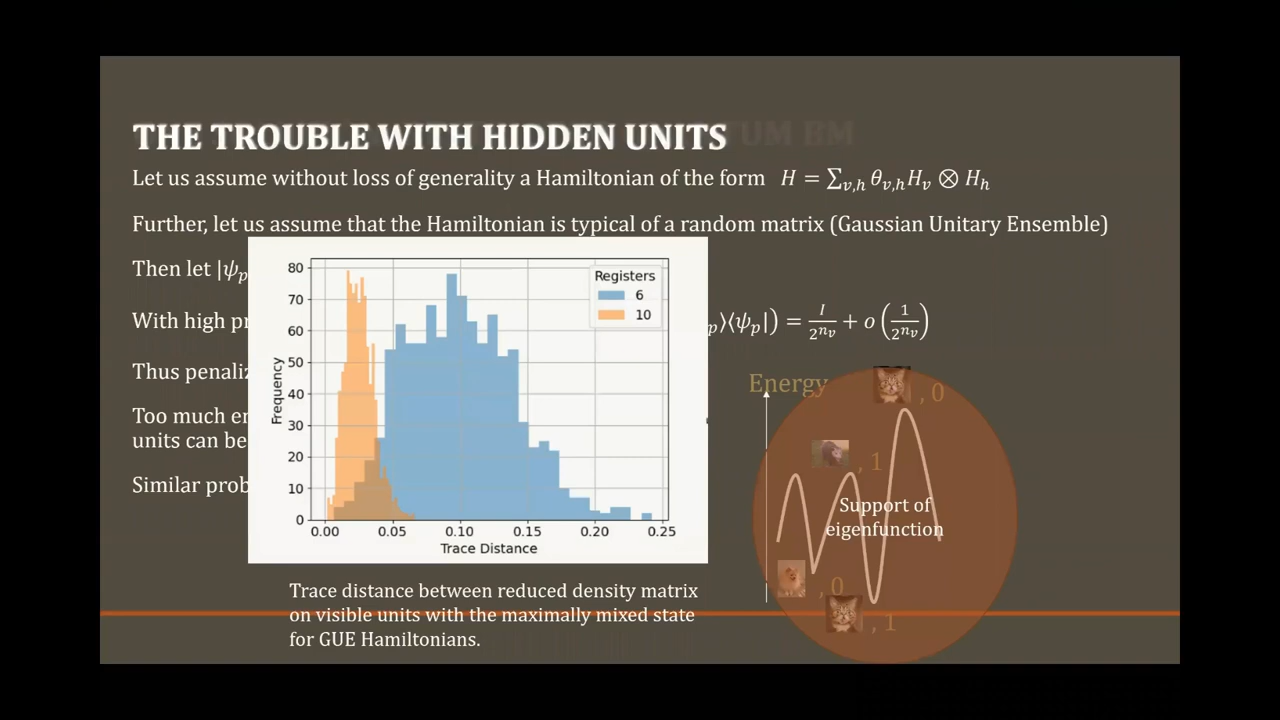 THE TROUBLE WITH HIDDEN UNITS
Let us assume without loss of generality a Hamiltonian of the form H = ∑_{v,h} θ_{v,h} H_v ⊗ H_h
Further, let us assume that the Hamiltonian is typical of a random matrix (Gaussian Unitary Ensemble)
Then let |ψ_p
With high pr
_p⟩⟨ψ_p|) = I/2^{n_v} + o(1/2^{n_v})
Thus penaliz
Too much en
units can be
Similar prob
80
70
60
50
40
30
20
10
0
Frequency
Registers
6
10
0.00 0.05 0.10 0.15 0.20 0.25
Trace Distance
Trace distance between reduced density matrix
on visible units with the maximally mixed state
for GUE Hamiltonians.
Energy
, 0
, 1
Support of
eigenfunction
, 0
, 1